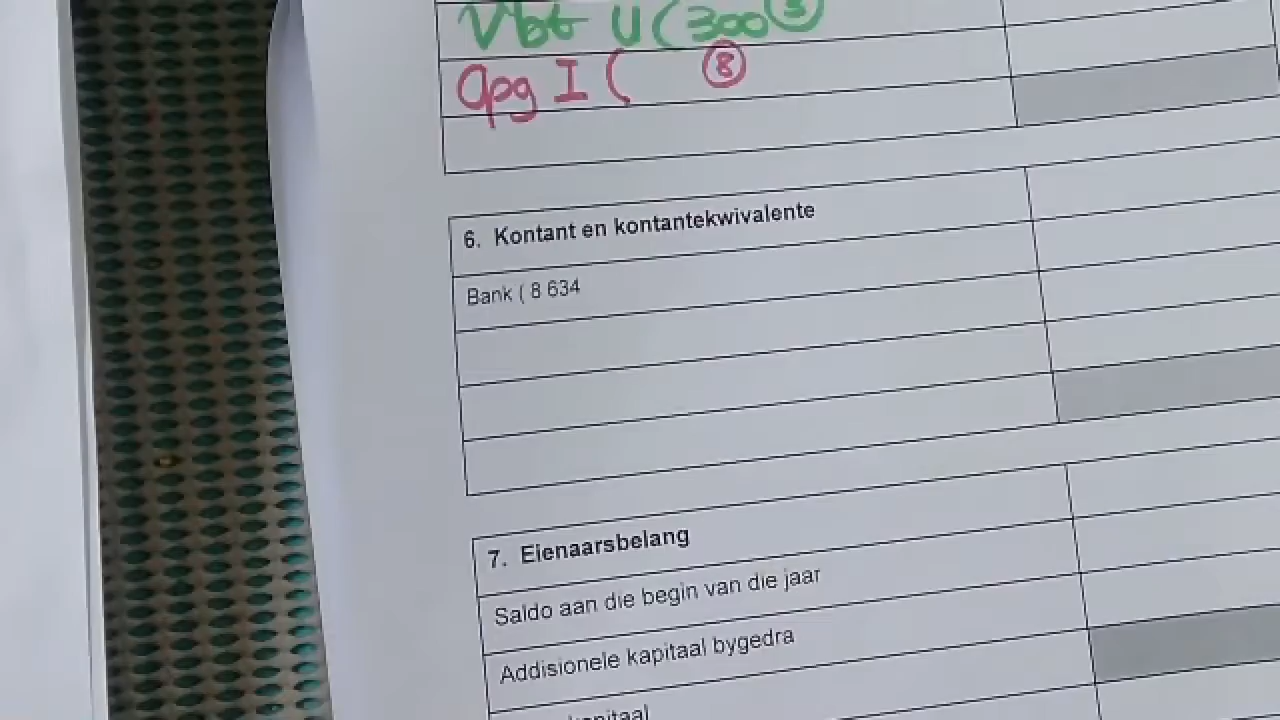 Vbt U (300 ③
Opg I ( ⑧
6. Kontant en kontantekwivalente
Bank ( 8 634
7. Eienaarsbelang
Saldo aan die begin van die jaar
Addisionele kapitaal bygedra
kapitaal